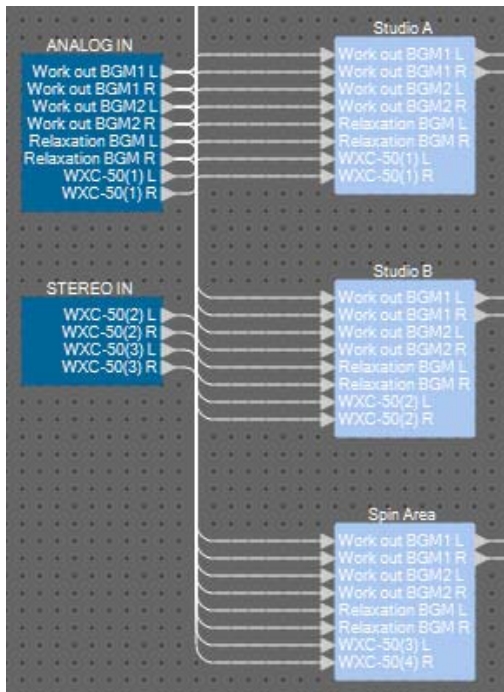 ANALOG IN
Work out BGM1 L
Work out BGM1 R
Work out BGM2 L
Work out BGM2 R
Relaxation BGM L
Relaxation BGM R
WXC-50(1) L
WXC-50(1) R
STEREO IN
WXC-50(2) L
WXC-50(2) R
WXC-50(3) L
WXC-50(3) R
Studio A
Work out BGM1 L
Work out BGM1 R
Work out BGM2 L
Work out BGM2 R
Relaxation BGM L
Relaxation BGM R
WXC-50(1) L
WXC-50(1) R
Studio B
Work out BGM1 L
Work out BGM1 R
Work out BGM2 L
Work out BGM2 R
Relaxation BGM L
Relaxation BGM R
WXC-50(2) L
WXC-50(2) R
Spin Area
Work out BGM1 L
Work out BGM1 R
Work out BGM2 L
Work out BGM2 R
Relaxation BGM L
Relaxation BGM R
WXC-50(3) L
WXC-50(4) R